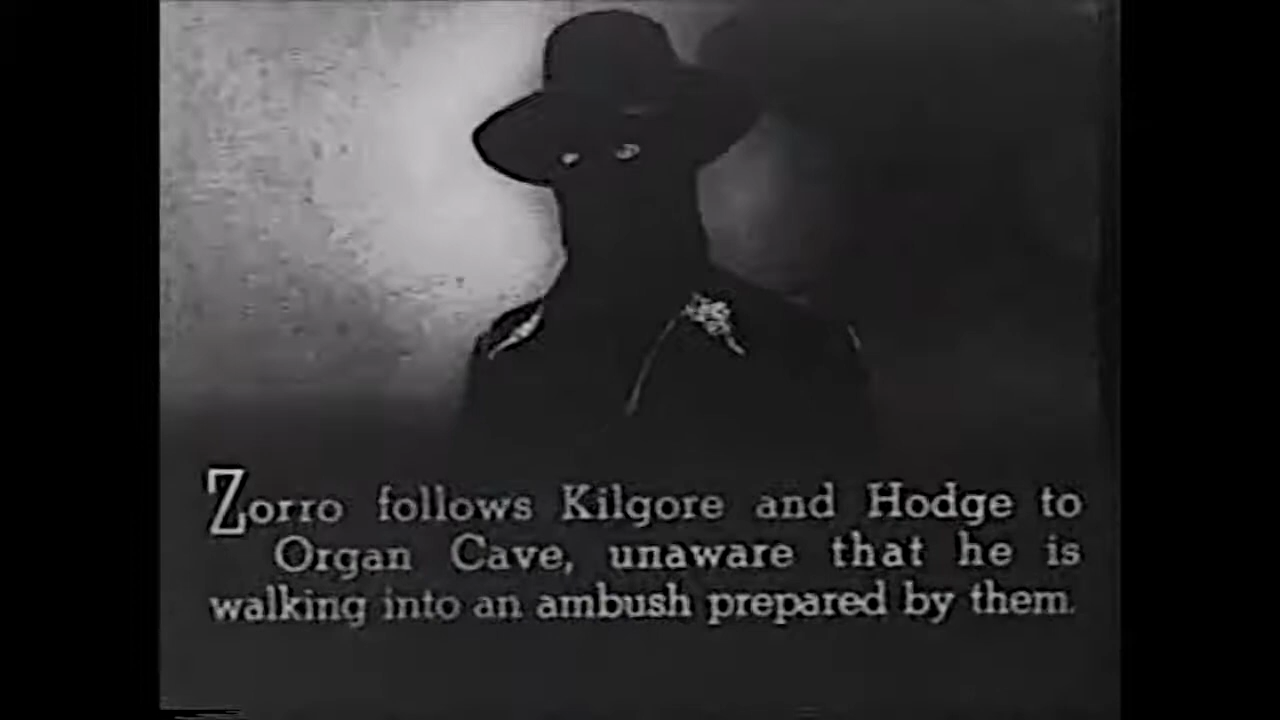 Zorro follows Kilgore and Hodge to
Organ Cave, unaware that he is
walking into an ambush prepared by them.